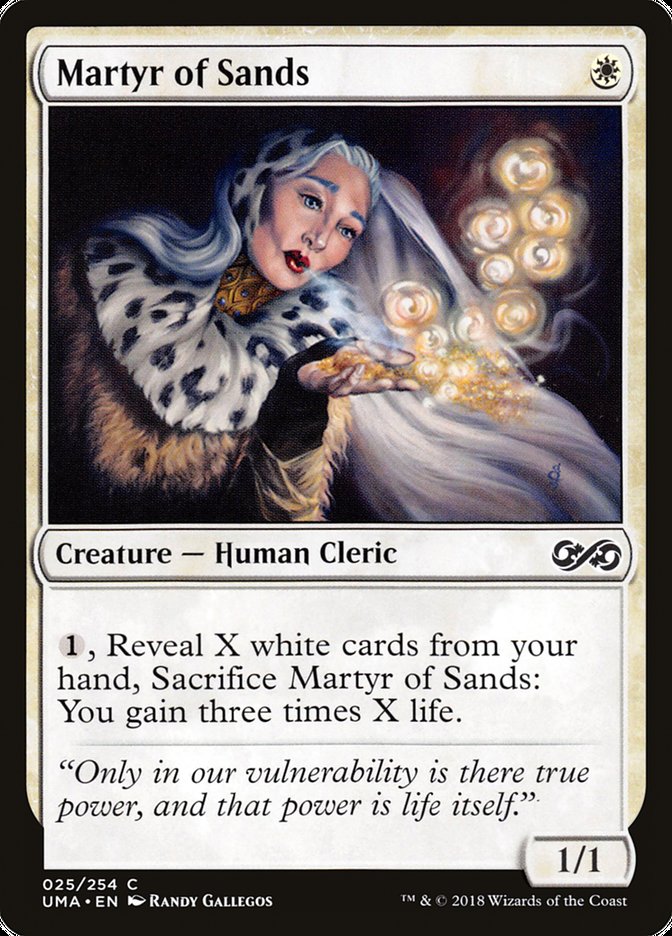 Martyr of Sands
Creature — Human Cleric
1, Reveal X white cards from your
hand, Sacrifice Martyr of Sands:
You gain three times X life.
“Only in our vulnerability is there true
power, and that power is life itself.”
1/1
025/254 C
UMA • EN Randy Gallegos
™ & © 2018 Wizards of the Coast